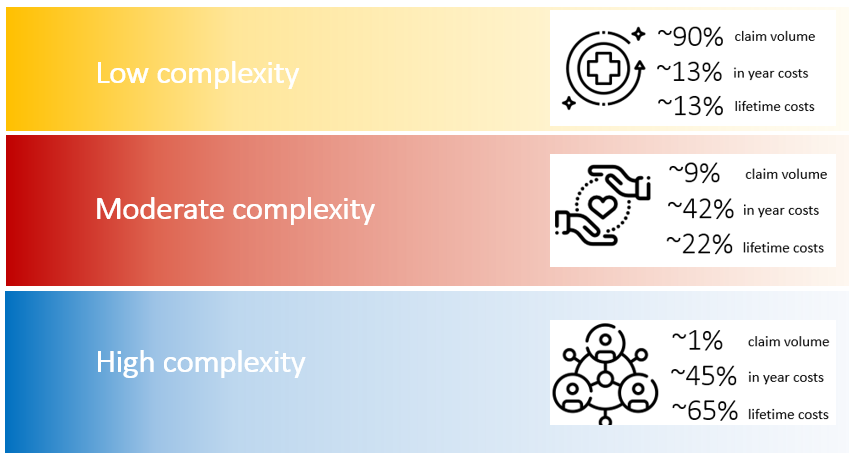 Low complexity
~90% claim volume
~13% in year costs
~13% lifetime costs
Moderate complexity
~9% claim volume
~42% in year costs
~22% lifetime costs
High complexity
~1% claim volume
~45% in year costs
~65% lifetime costs